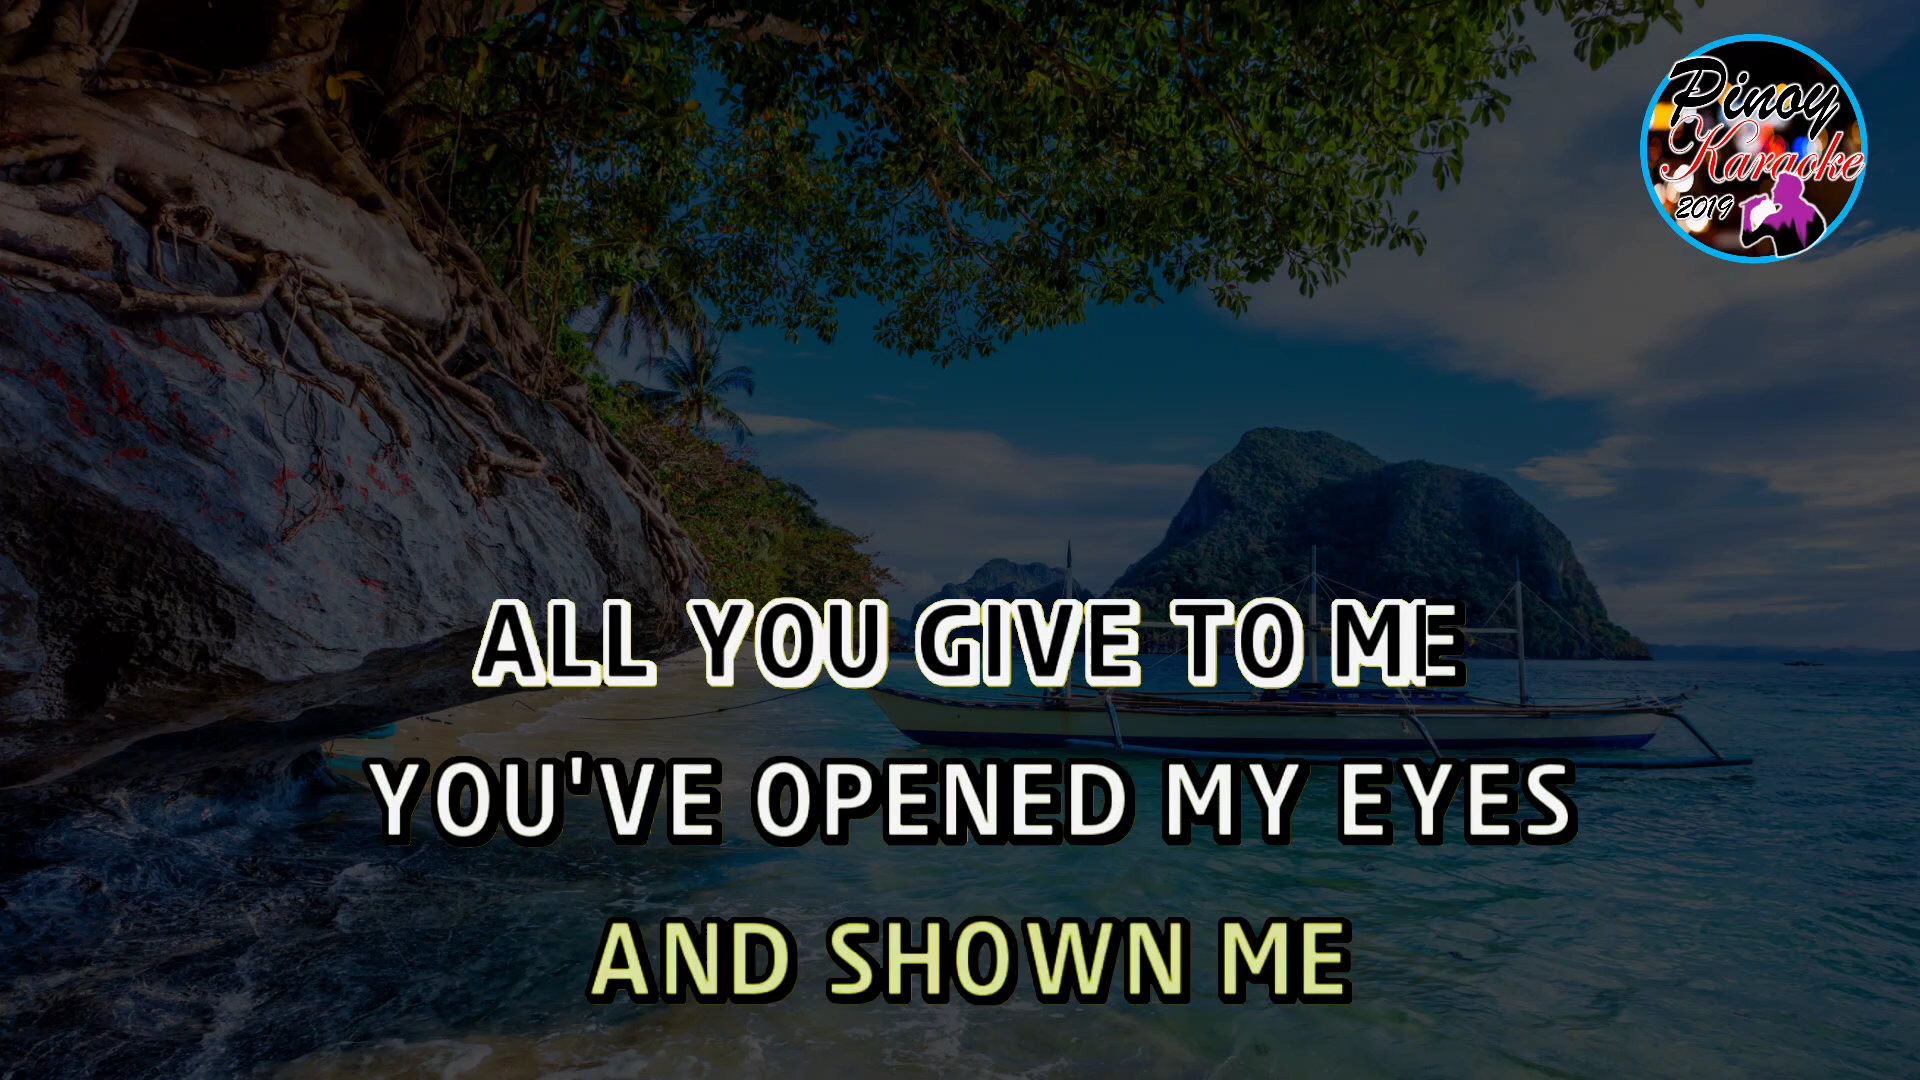 Pinoy
Karaoke
2019
ALL YOU GIVE TO ME
YOU'VE OPENED MY EYES
AND SHOWN ME